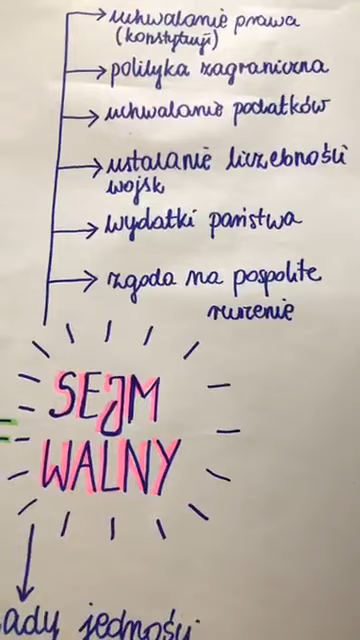 uchwalanie prawa
(konstytucji)
polityka zagraniczna
uchwalanie podatków
ustalanie liczebności
wojsk
wydatki państwa
zgoda na pospolite
ruszenie
SEJM
WALNY
ady jedności